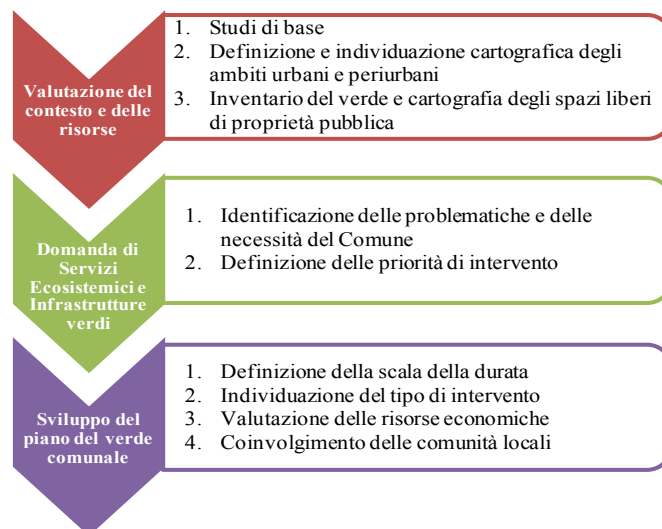 Valutazione del
contesto e delle
risorse
1. Studi di base
2. Definizione e individuazione cartografica degli
ambiti urbani e periurbani
3. Inventario del verde e cartografia degli spazi liberi
di proprietà pubblica
Domanda di
Servizi
Ecosistemici e
Infrastrutture
verdi
1. Identificazione delle problematiche e delle
necessità del Comune
2. Definizione delle priorità di intervento
Sviluppo del
piano del verde
comunale
1. Definizione della scala della durata
2. Individuazione del tipo di intervento
3. Valutazione delle risorse economiche
4. Coinvolgimento delle comunità locali